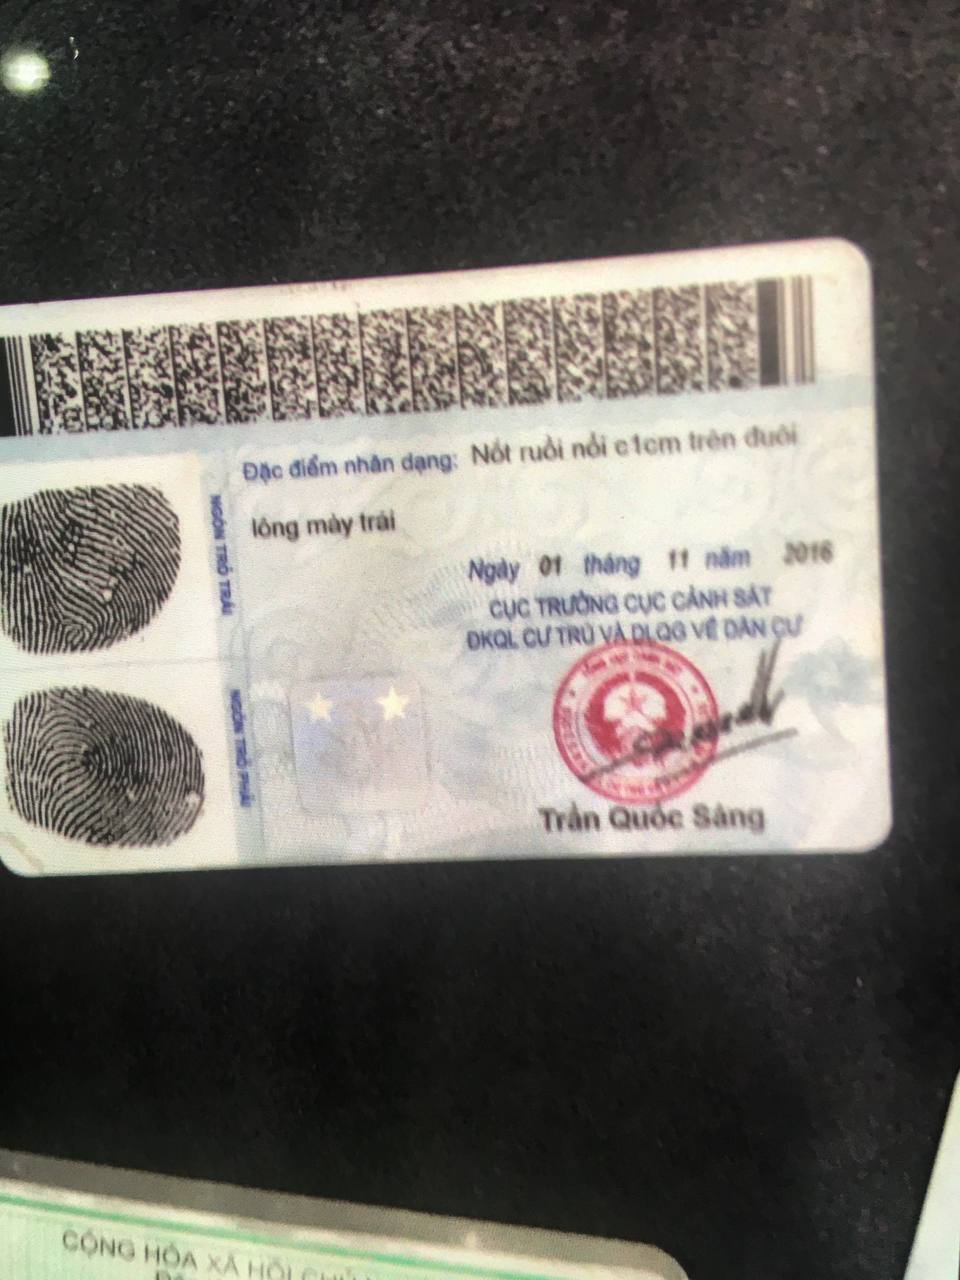 Đặc điểm nhân dạng: Nốt ruồi nổi c1cm trên đuôi
lông mày trái
NGÓN TRỎ TRÁI
NGÓN TRỎ PHẢI
Ngày 01 tháng 11 năm 2016
CỤC TRƯỞNG CỤC CẢNH SÁT
ĐKQL CƯ TRÚ VÀ DLQG VỀ DÂN CƯ
Trần Quốc Sáng
CỘNG HÒA XÃ HỘI